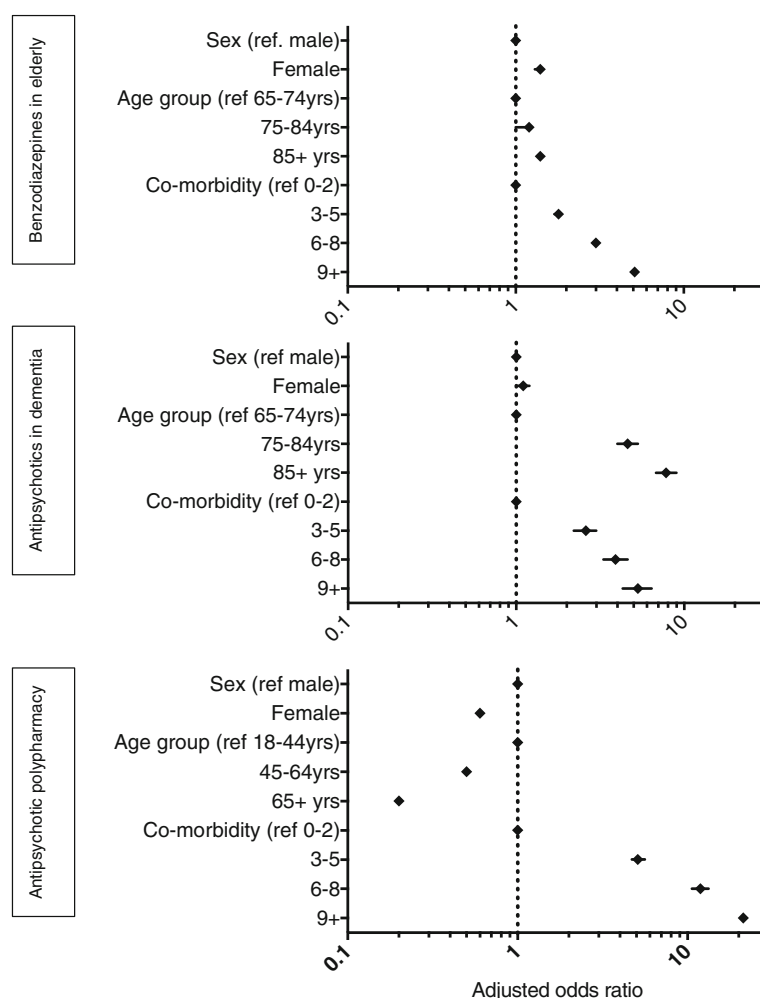 Benzodiazepines in elderly
Sex (ref. male)
Female
Age group (ref 65-74yrs)
75-84yrs
85+ yrs
Co-morbidity (ref 0-2)
3-5
6-8
9+
0.1
1
10
Antipsychotics in dementia
Sex (ref male)
Female
Age group (ref 65-74yrs)
75-84yrs
85+ yrs
Co-morbidity (ref 0-2)
3-5
6-8
9+
0.1
1
10
Antipsychotic polypharmacy
Sex (ref male)
Female
Age group (ref 18-44yrs)
45-64yrs
65+ yrs
Co-morbidity (ref 0-2)
3-5
6-8
9+
0.1
1
10
Adjusted odds ratio